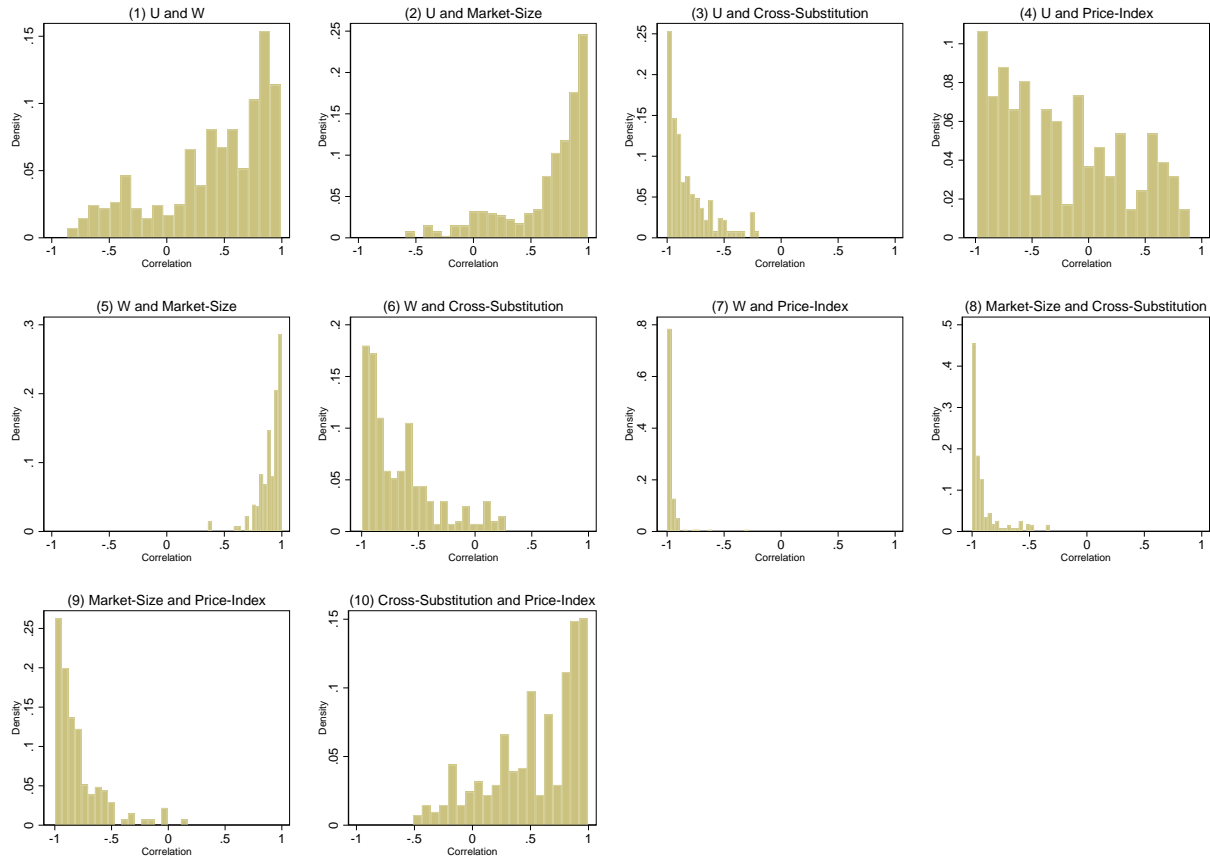 (1) U and W
Density
0 .05 .1 .15
-1 -.5 0 .5 1
Correlation
(2) U and Market-Size
Density
0 .05 .1 .15 .2 .25
-1 -.5 0 .5 1
Correlation
(3) U and Cross-Substitution
Density
0 .05 .1 .15 .2 .25
-1 -.5 0 .5 1
Correlation
(4) U and Price-Index
Density
0 .02 .04 .06 .08 .1
-1 -.5 0 .5 1
Correlation
(5) W and Market-Size
Density
0 .1 .2 .3
-1 -.5 0 .5 1
Correlation
(6) W and Cross-Substitution
Density
0 .05 .1 .15 .2
-1 -.5 0 .5 1
Correlation
(7) W and Price-Index
Density
0 .2 .4 .6 .8
-1 -.5 0 .5 1
Correlation
(8) Market-Size and Cross-Substitution
Density
0 .1 .2 .3 .4 .5
-1 -.5 0 .5 1
Correlation
(9) Market-Size and Price-Index
Density
0 .05 .1 .15 .2 .25
-1 -.5 0 .5 1
Correlation
(10) Cross-Substitution and Price-Index
Density
0 .05 .1 .15
-1 -.5 0 .5 1
Correlation